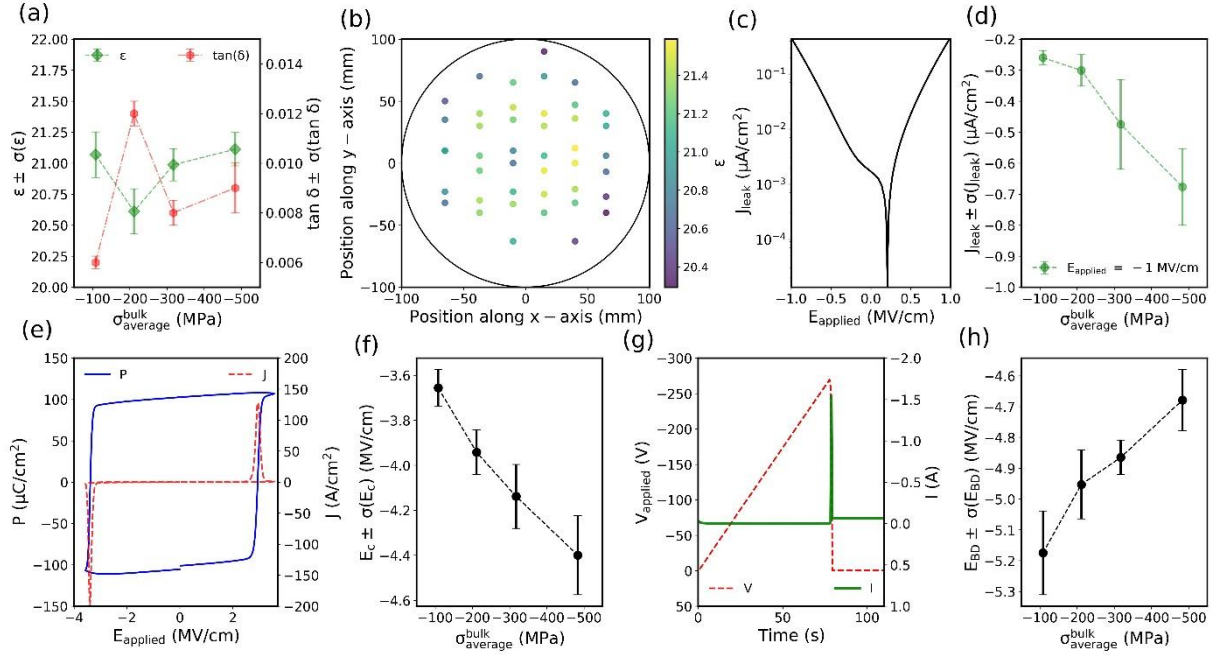 (a)
22.00
21.75
21.50
21.25
21.00
20.75
20.50
20.25
20.00
ε ± σ(ε)
ε
tan(δ)
0.014
0.012
0.010
0.008
0.006
tan δ ± σ(tan δ)
−100 −200 −300 −400 −500
σ bulk average (MPa)
(b)
100
50
0
−50
−100
Position along y − axis (mm)
−100 −50 0 50 100
Position along x − axis (mm)
21.4
21.2
21.0
20.8
20.6
20.4
ε
(c)
10⁻¹
10⁻²
10⁻³
10⁻⁴
J_leak (μA/cm²)
−1.0 −0.5 0.0 0.5 1.0
E_applied (MV/cm)
(d)
−0.2
−0.3
−0.4
−0.5
−0.6
−0.7
−0.8
−0.9
−1.0
J_leak ± σ(J_leak) (μA/cm²)
E_applied = −1 MV/cm
−100 −200 −300 −400 −500
σ bulk average (MPa)
(e)
150
100
50
0
−50
−100
−150
P (μC/cm²)
P
J
200
150
100
50
0
−50
−100
−150
−200
J (A/cm²)
−4 −2 0 2
E_applied (MV/cm)
(f)
−3.6
−3.8
−4.0
−4.2
−4.4
−4.6
E_c ± σ(E_c) (MV/cm)
−100 −200 −300 −400 −500
σ bulk average (MPa)
(g)
−300
−250
−200
−150
−100
−50
0
50
V_applied (V)
V
I
−2.0
−1.5
−1.0
−0.5
0.0
0.5
1.0
I (A)
0 50 100
Time (s)
(h)
−4.6
−4.7
−4.8
−4.9
−5.0
−5.1
−5.2
−5.3
E_BD ± σ(E_BD) (MV/cm)
−100 −200 −300 −400 −500
σ bulk average (MPa)